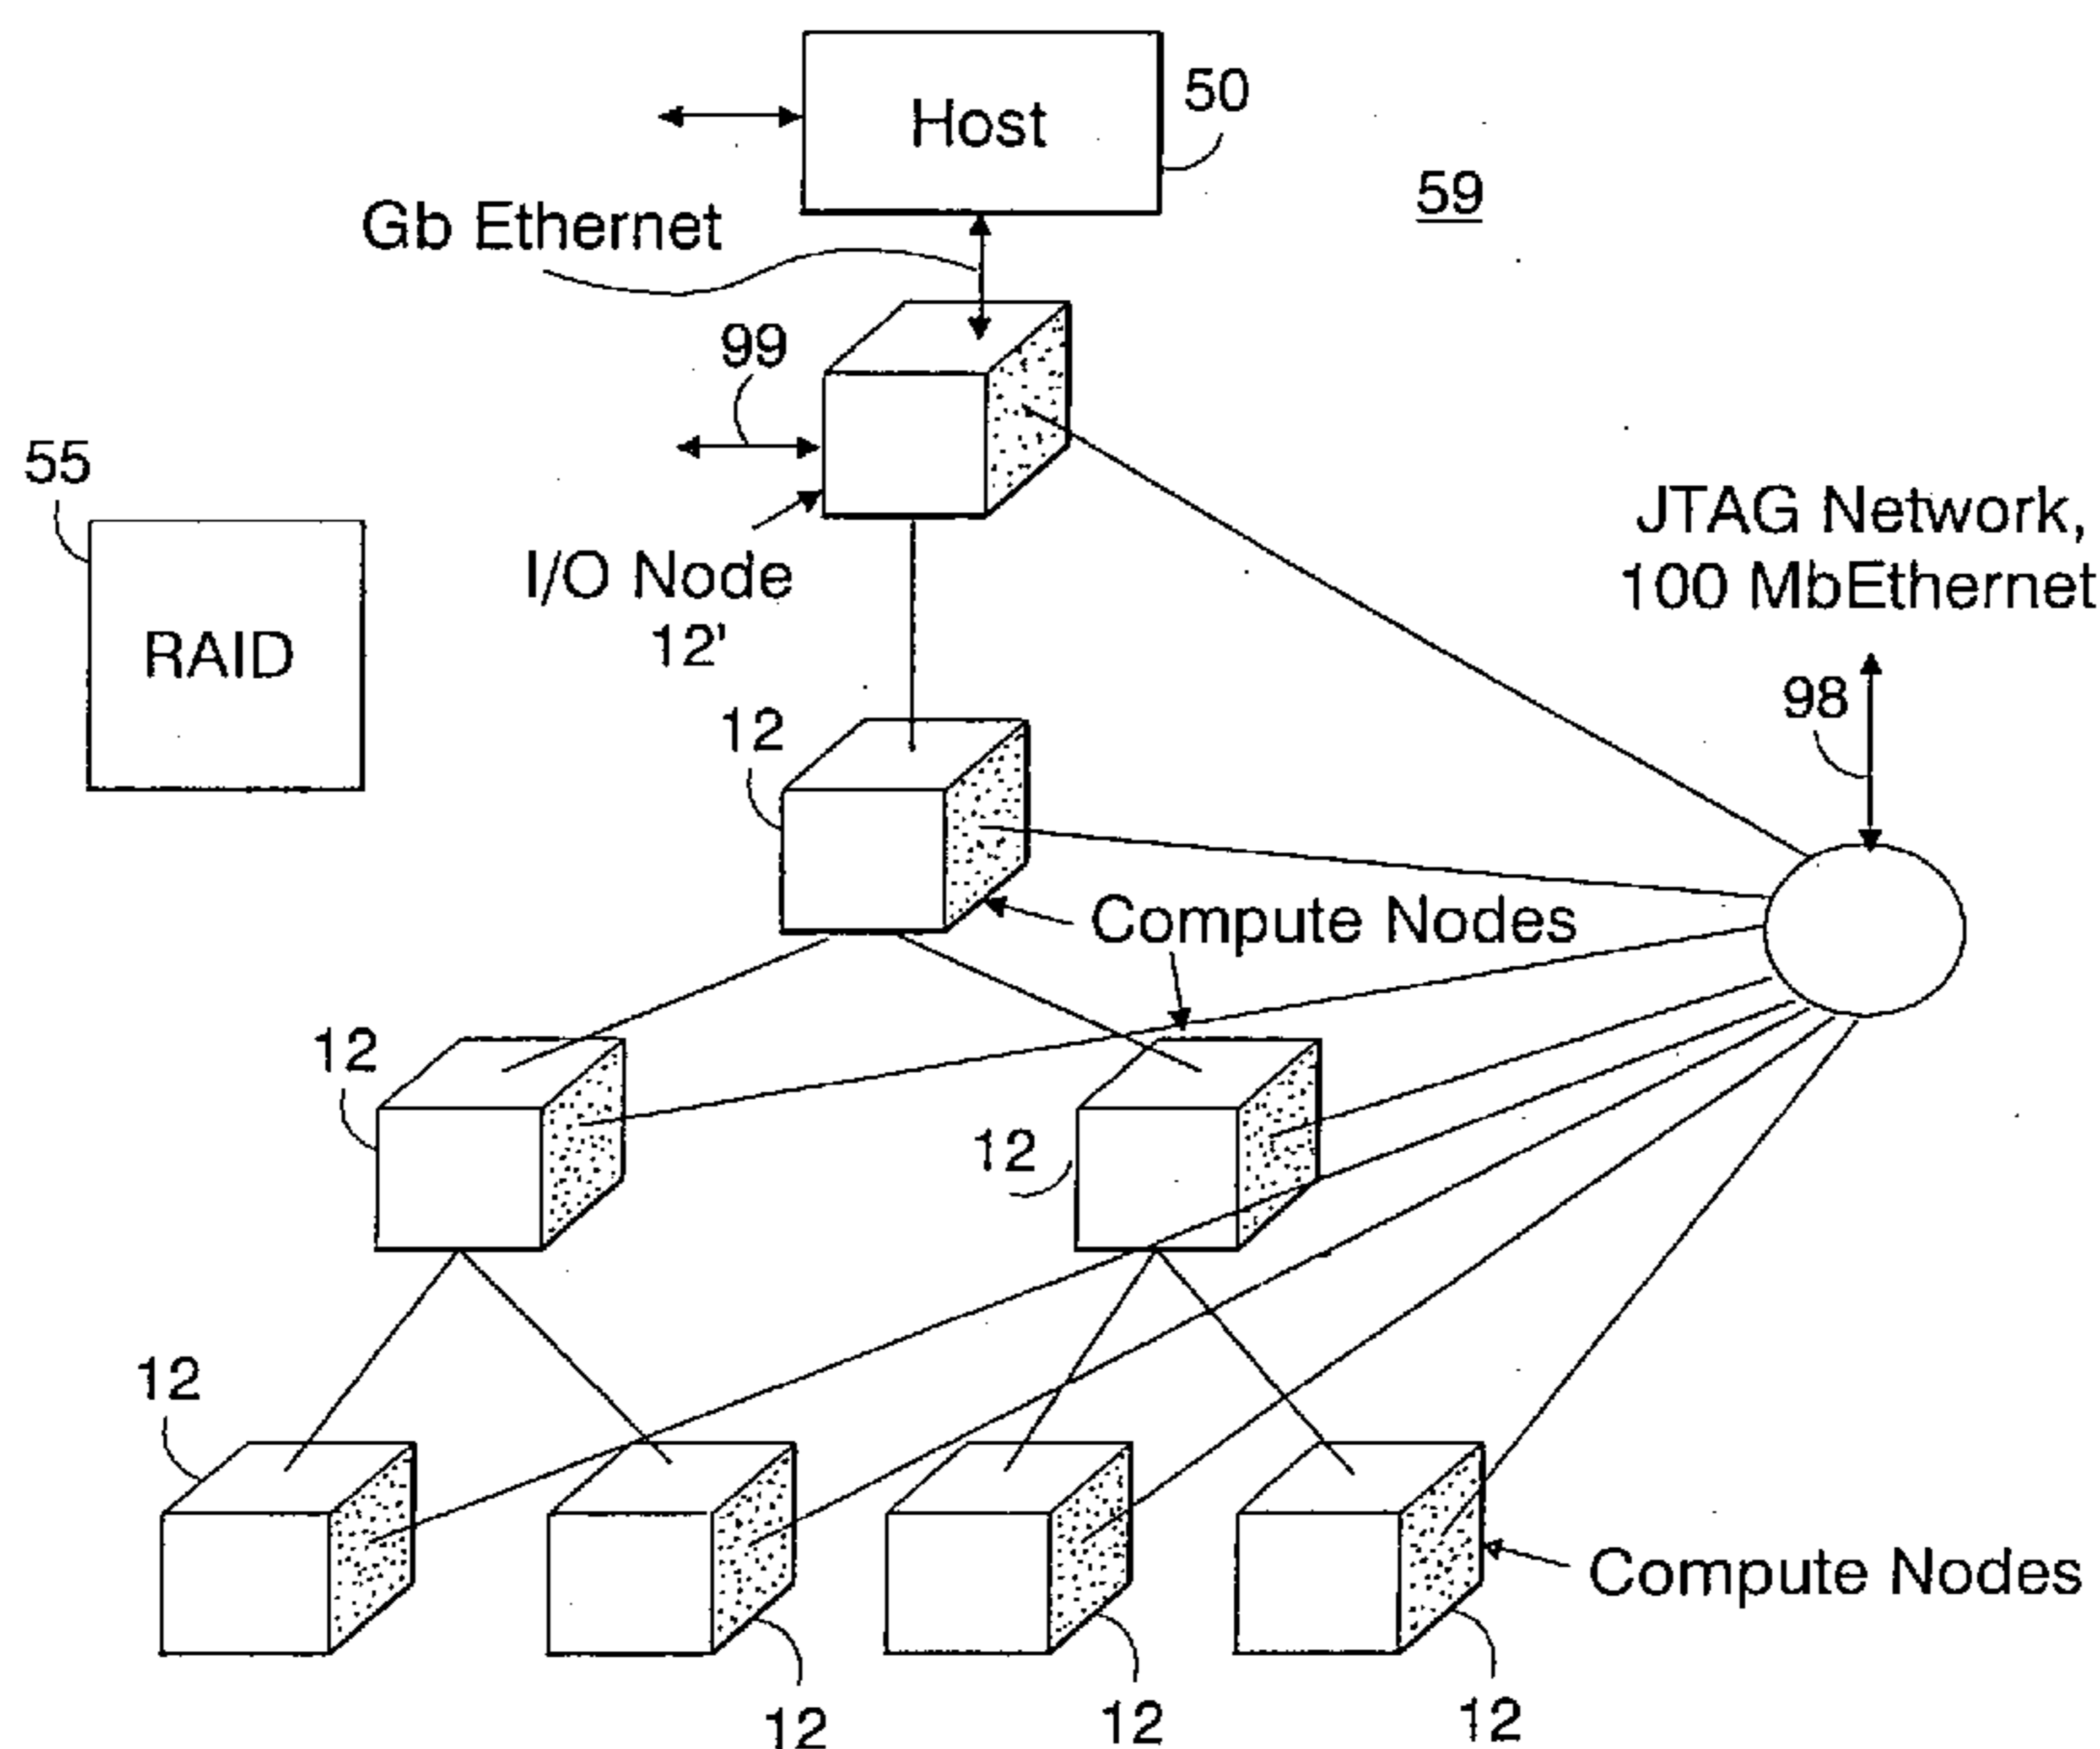 Host
50
59
Gb Ethernet
99
55
RAID
I/O Node
12'
JTAG Network,
100 MbEthernet
98
12
Compute Nodes
12
12
12
Compute Nodes
12
12
12